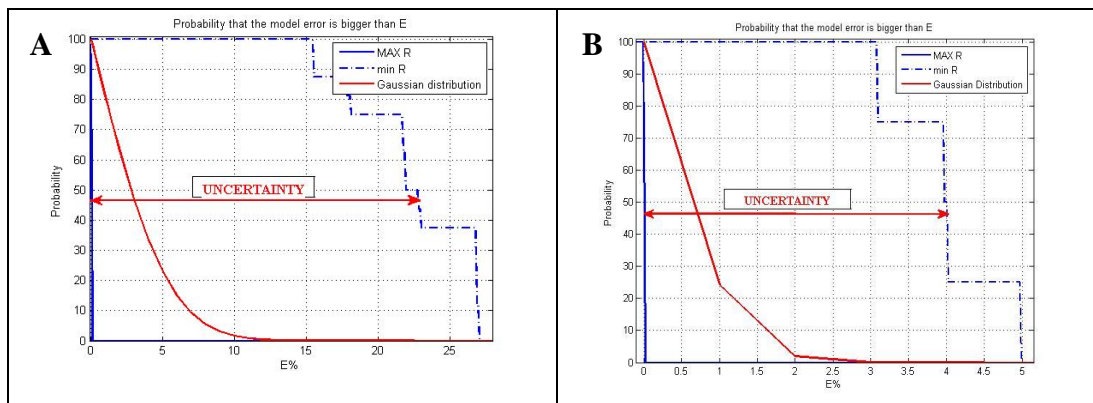 A
Probability that the model error is bigger than E
MAX R
min R
Gaussian distribution
100
90
80
70
60
50
40
30
20
10
0
Probability
UNCERTAINTY
0
5
10
15
20
25
E%
B
Probability that the model error is bigger than E
MAX R
min R
Gaussian Distribution
100
90
80
70
60
50
40
30
20
10
0
Probability
UNCERTAINTY
0
0.5
1
1.5
2
2.5
3
3.5
4
4.5
5
E%